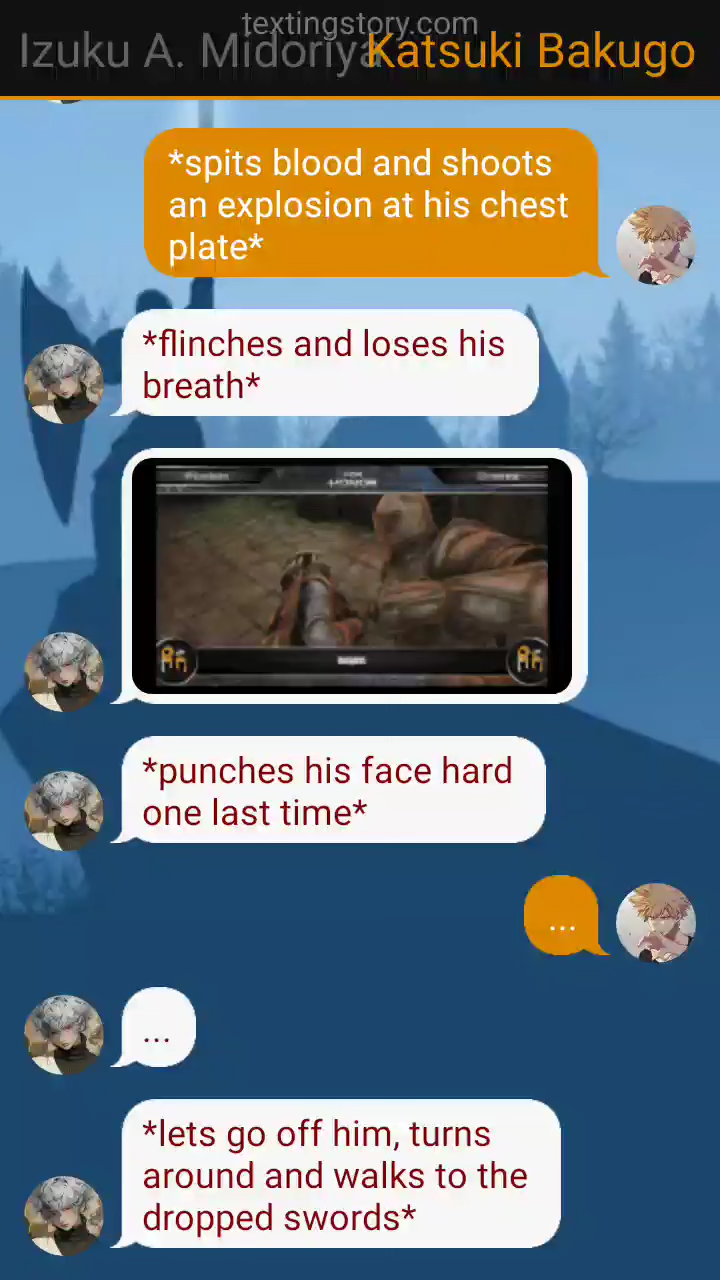 textingstory.com
Izuku A. Midoriya
Katsuki Bakugo
*spits blood and shoots
an explosion at his chest
plate*
*flinches and loses his
breath*
*punches his face hard
one last time*
...
...
*lets go off him, turns
around and walks to the
dropped swords*